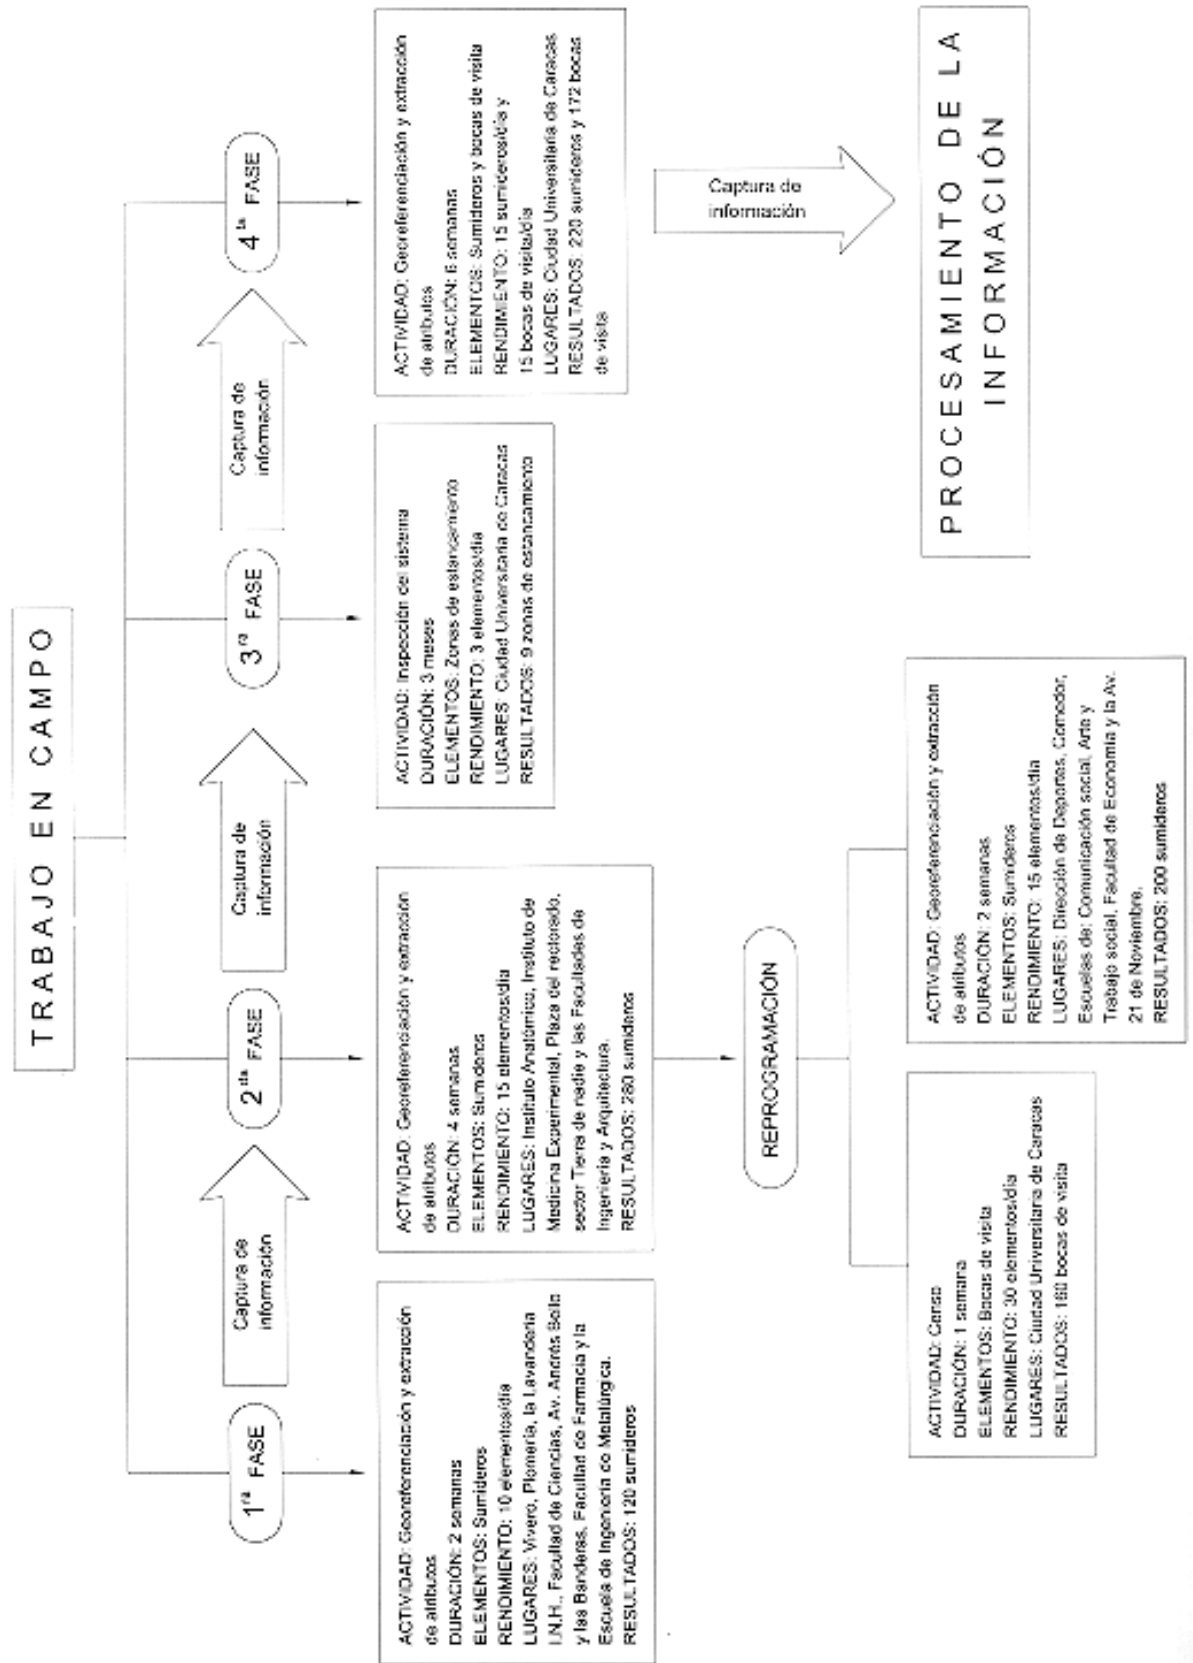 TRABAJO EN CAMPO
1ra FASE
Captura de
información
2da FASE
Captura de
información
3ra FASE
Captura de
información
4ta FASE
ACTIVIDAD: Georeferenciación y extracción
de atributos
DURACIÓN: 2 semanas
ELEMENTOS: Sumideros
RENDIMIENTO: 10 elementos/día
LUGARES: Vivero, Plomería, la Lavandería
I.N.H., Facultad de Ciencias, Av. Andrés Bello
y las Banderas, Facultad de Farmacia y la
Escuela de Ingeniería de Metalúrgica.
RESULTADOS: 120 sumideros
ACTIVIDAD: Georeferenciación y extracción
de atributos
DURACIÓN: 4 semanas
ELEMENTOS: Sumideros
RENDIMIENTO: 15 elementos/día
LUGARES: Instituto Anatómico, Instituto de
Medicina Experimental, Plaza del rectorado,
sector Tierra de nadie y las Facultades de
Ingeniería y Arquitectura.
RESULTADOS: 280 sumideros
ACTIVIDAD: Inspección del sistema
DURACIÓN: 3 meses
ELEMENTOS: Zonas de estancamiento
RENDIMIENTO: 3 elementos/día
LUGARES: Ciudad Universitaria de Caracas
RESULTADOS: 9 zonas de estancamiento
ACTIVIDAD: Georeferenciación y extracción
de atributos
DURACIÓN: 6 semanas
ELEMENTOS: Sumideros y bocas de visita
RENDIMIENTO: 15 sumideros/día y
15 bocas de visita/día
LUGARES: Ciudad Universitaria de Caracas
RESULTADOS: 220 sumideros y 172 bocas
de visita
REPROGRAMACIÓN
Captura de
información
ACTIVIDAD: Censo
DURACIÓN: 1 semana
ELEMENTOS: Bocas de visita
RENDIMIENTO: 30 elementos/día
LUGARES: Ciudad Universitaria de Caracas
RESULTADOS: 160 bocas de visita
ACTIVIDAD: Georeferenciación y extracción
de atributos
DURACIÓN: 2 semanas
ELEMENTOS: Sumideros
RENDIMIENTO: 15 elementos/día
LUGARES: Dirección de Deportes, Comedor,
Escuelas de: Comunicación social, Arte y
Trabajo social, Facultad de Economía y la Av.
21 de Noviembre.
RESULTADOS: 200 sumideros
PROCESAMIENTO DE LA
INFORMACIÓN